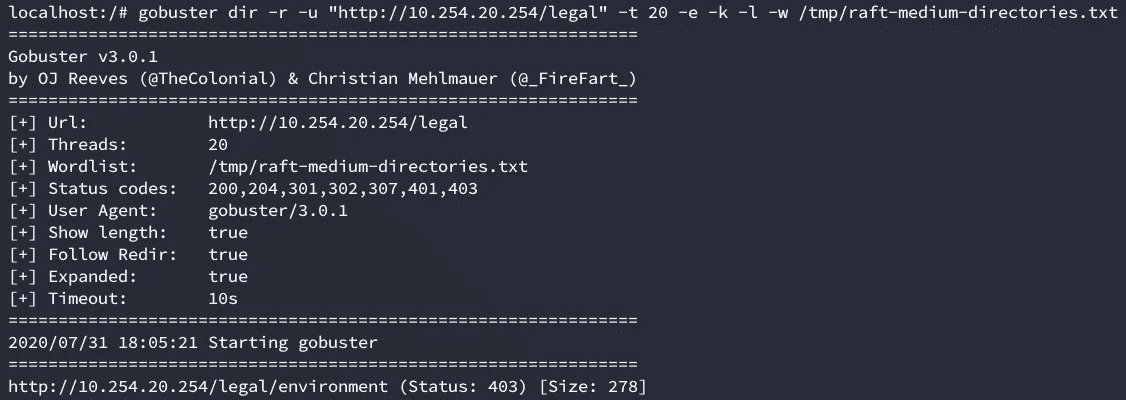 localhost:/# gobuster dir -r -u "http://10.254.20.254/legal" -t 20 -e -k -l -w /tmp/raft-medium-directories.txt
===============================================================
Gobuster v3.0.1
by OJ Reeves (@TheColonial) & Christian Mehlmauer (@_FireFart_)
===============================================================
[+] Url:            http://10.254.20.254/legal
[+] Threads:        20
[+] Wordlist:       /tmp/raft-medium-directories.txt
[+] Status codes:   200,204,301,302,307,401,403
[+] User Agent:     gobuster/3.0.1
[+] Show length:    true
[+] Follow Redir:   true
[+] Expanded:       true
[+] Timeout:        10s
===============================================================
2020/07/31 18:05:21 Starting gobuster
===============================================================
http://10.254.20.254/legal/environment (Status: 403) [Size: 278]